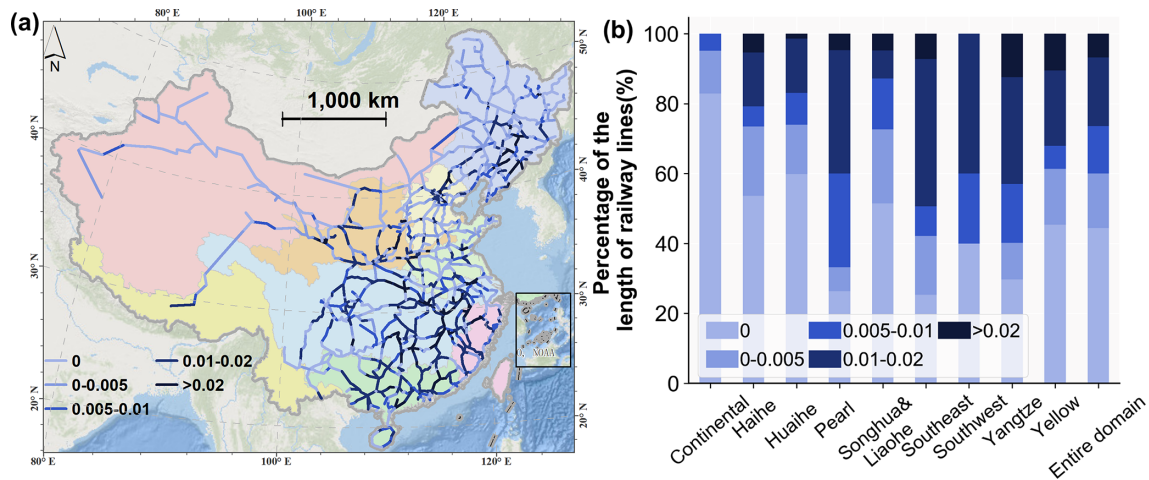 (a)
80° E
100° E
120° E
50° N
N
1,000 km
40° N
40° N
30° N
30° N
0
0.01-0.02
0-0.005
>0.02
0.005-0.01
NOAA
20° N
20° N
80° E
100° E
120° E
(b)
Percentage of the
length of railway lines(%)
100
80
60
40
20
0
0
0.005-0.01
>0.02
0-0.005
0.01-0.02
Continental
Haihe
Huaihe
Pearl
Songhua&
Liaohe
Southeast
Southwest
Yangtze
Yellow
Entire domain